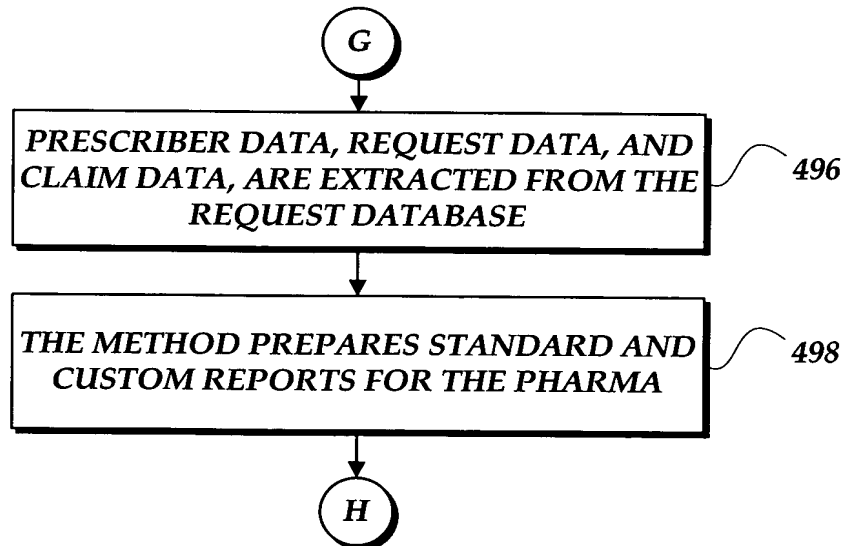 G
PRESCRIBER DATA, REQUEST DATA, AND
CLAIM DATA, ARE EXTRACTED FROM THE
REQUEST DATABASE
496
THE METHOD PREPARES STANDARD AND
CUSTOM REPORTS FOR THE PHARMA
498
H